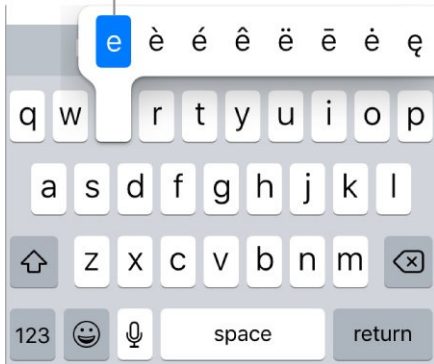 e è é ê ë ē ė ę
q w r t y u i o p
a s d f g h j k l
z x c v b n m
123 space return